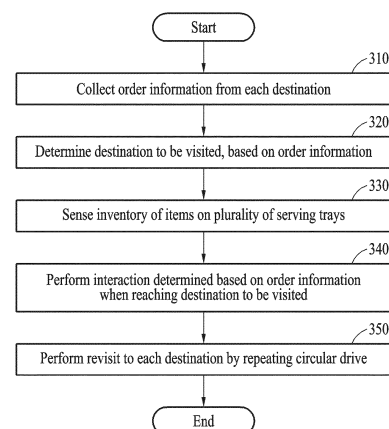 Start
310
Collect order information from each destination
320
Determine destination to be visited, based on order information
330
Sense inventory of items on plurality of serving trays
340
Perform interaction determined based on order information
when reaching destination to be visited
350
Perform revisit to each destination by repeating circular drive
End